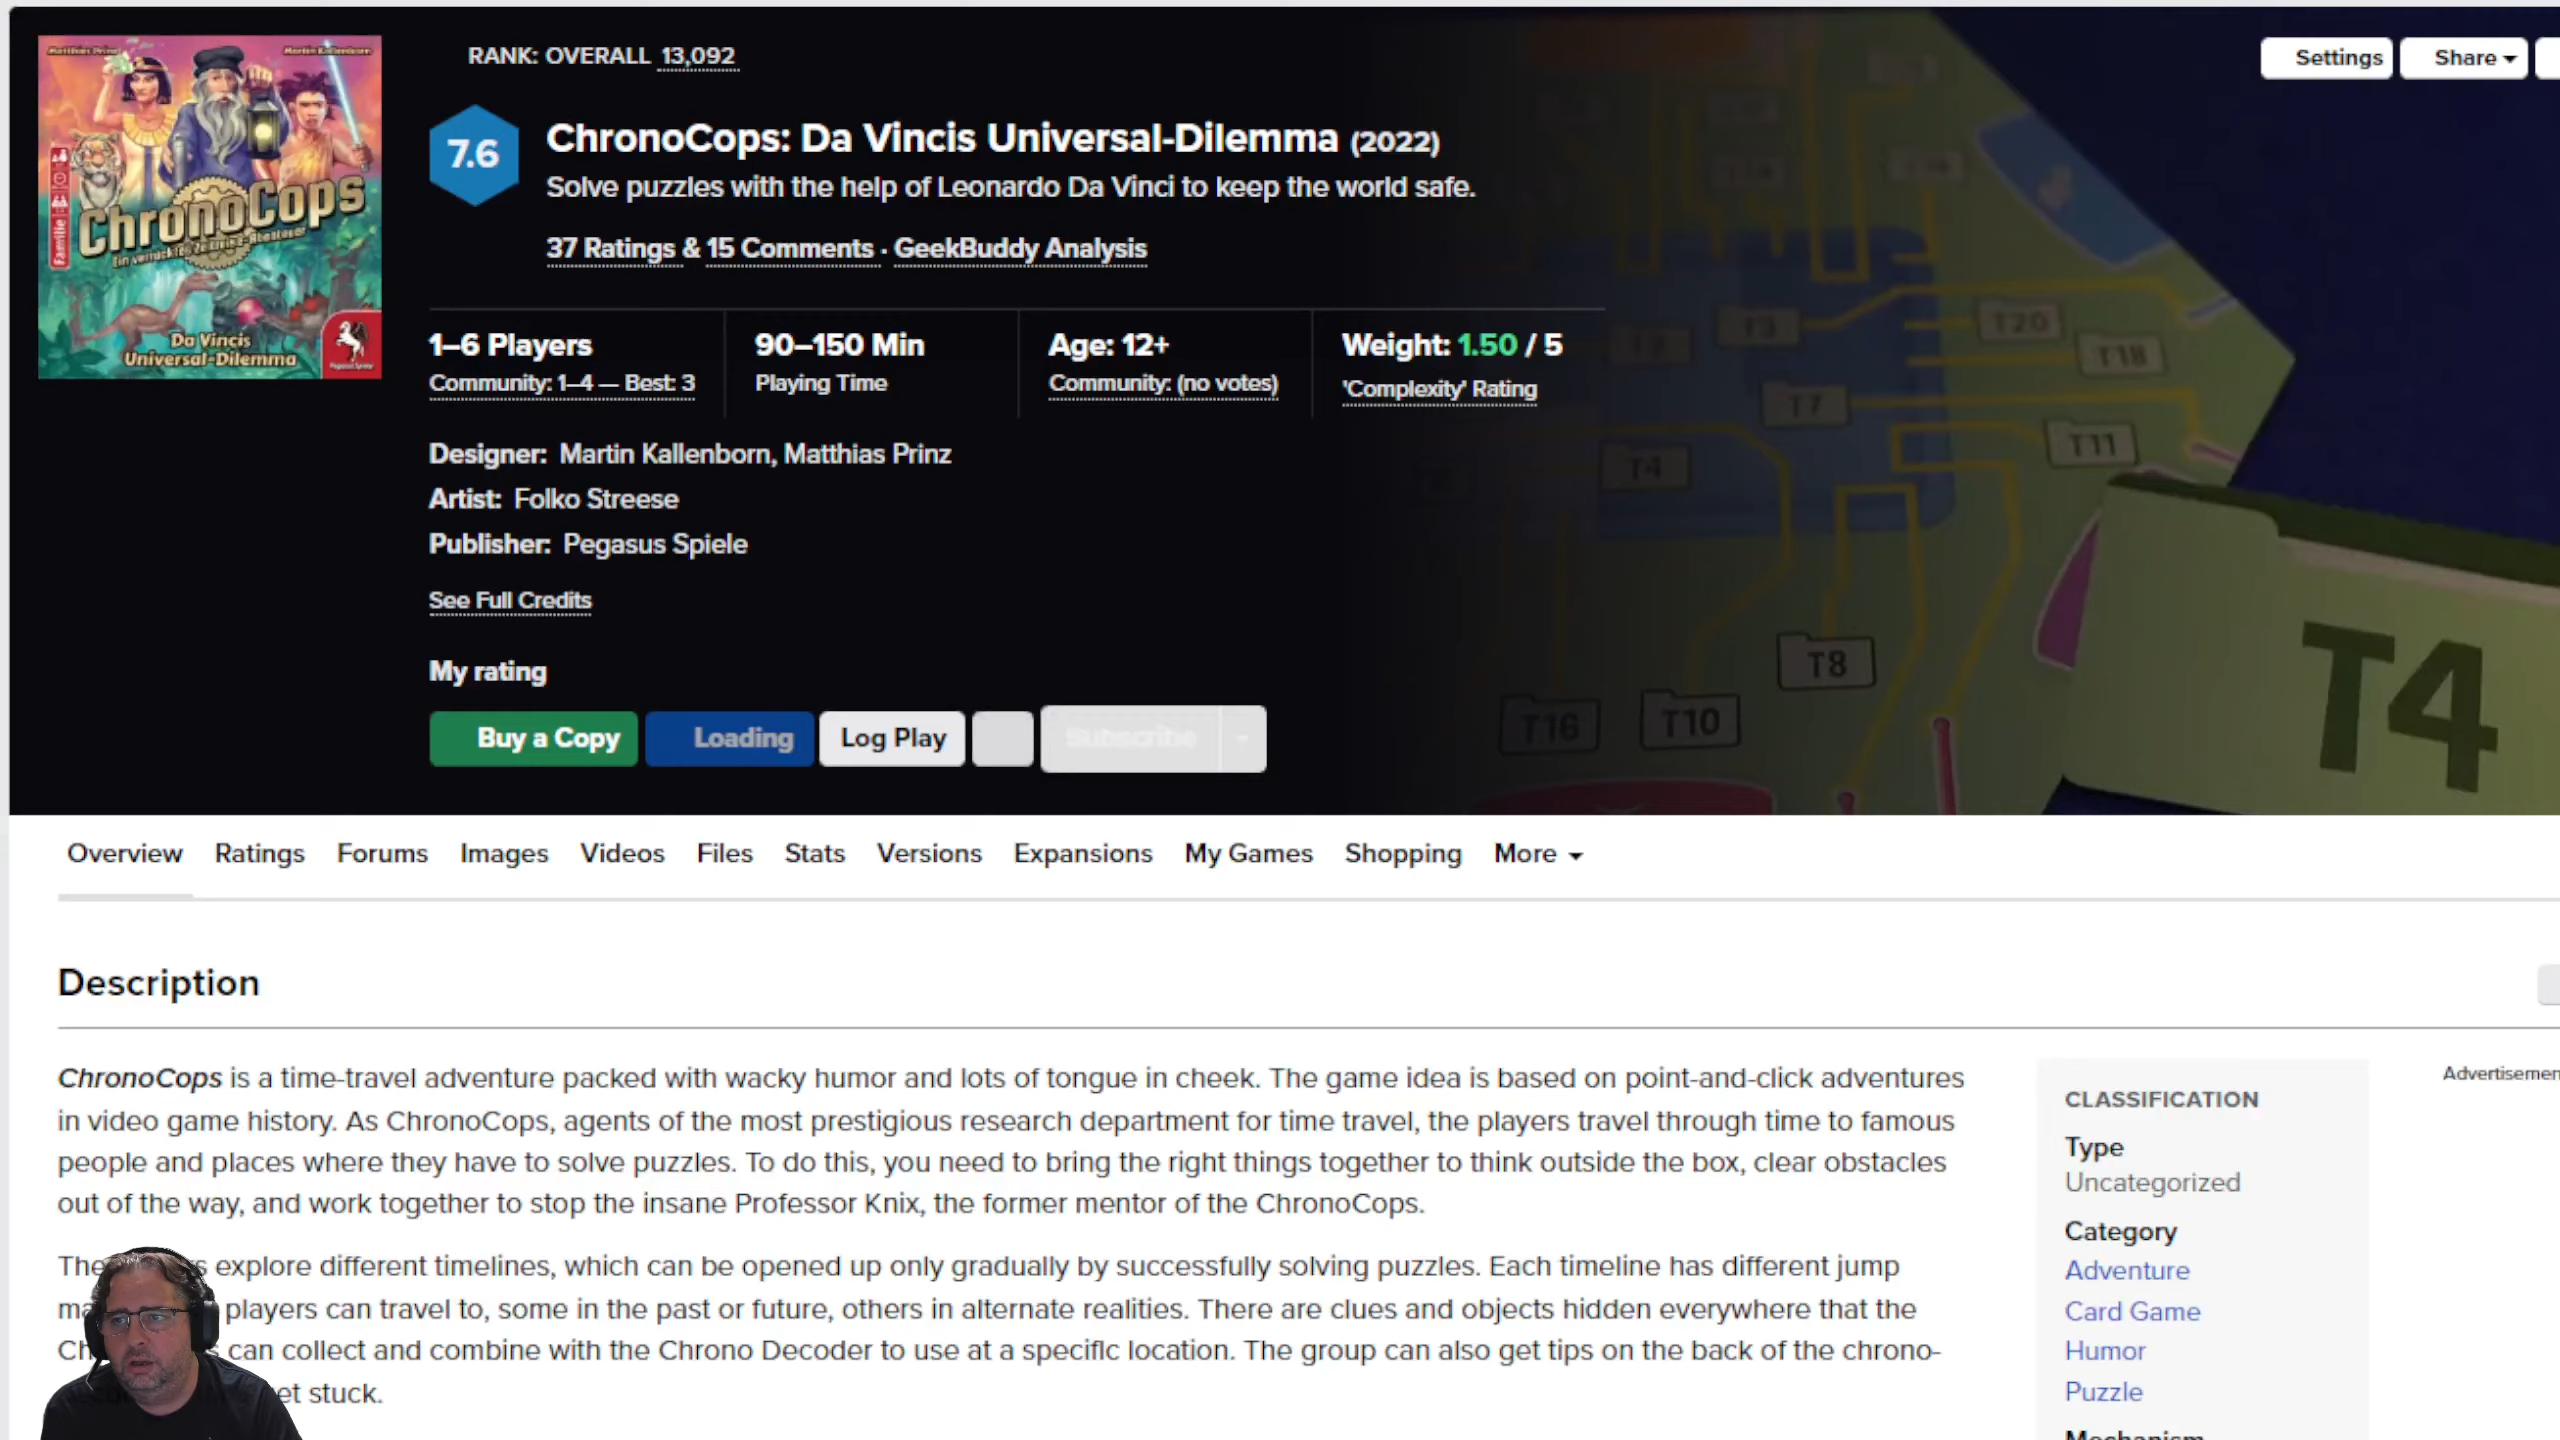 Matthias Prinz
Martin Kallenborn
Familie
ChronoCops
Ein verrücktes Zeitreise-Abenteuer
Da Vincis
Universal-Dilemma
RANK: OVERALL 13,092
Settings
Share
7.6
ChronoCops: Da Vincis Universal-Dilemma (2022)
Solve puzzles with the help of Leonardo Da Vinci to keep the world safe.
37 Ratings & 15 Comments · GeekBuddy Analysis
1–6 Players
Community: 1–4 — Best: 3
90–150 Min
Playing Time
Age: 12+
Community: (no votes)
Weight: 1.50 / 5
'Complexity' Rating
Designer: Martin Kallenborn, Matthias Prinz
Artist: Folko Streese
Publisher: Pegasus Spiele
See Full Credits
My rating
Buy a Copy
Loading
Log Play
Subscribe
T3
T20
T18
T7
T11
T4
T8
T16
T10
T4
Overview Ratings Forums Images Videos Files Stats Versions Expansions My Games Shopping More
Description
ChronoCops is a time-travel adventure packed with wacky humor and lots of tongue in cheek. The game idea is based on point-and-click adventures
in video game history. As ChronoCops, agents of the most prestigious research department for time travel, the players travel through time to famous
people and places where they have to solve puzzles. To do this, you need to bring the right things together to think outside the box, clear obstacles
out of the way, and work together to stop the insane Professor Knix, the former mentor of the ChronoCops.
The s explore different timelines, which can be opened up only gradually by successfully solving puzzles. Each timeline has different jump
ma players can travel to, some in the past or future, others in alternate realities. There are clues and objects hidden everywhere that the
Ch s can collect and combine with the Chrono Decoder to use at a specific location. The group can also get tips on the back of the chrono-
et stuck.
CLASSIFICATION
Type
Uncategorized
Category
Adventure
Card Game
Humor
Puzzle
Mechanism
Advertisemen